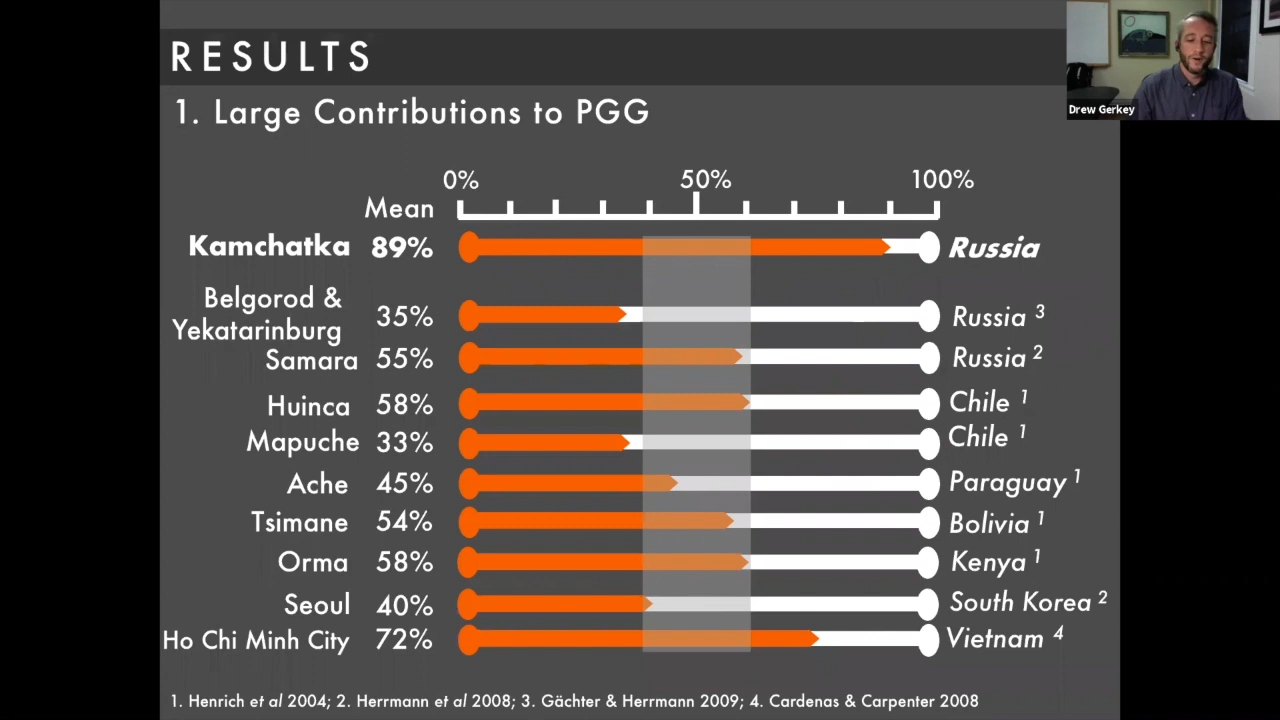 RESULTS
Drew Gerkey
1. Large Contributions to PGG
0% 50% 100%
Mean
Kamchatka 89% Russia
Belgorod &
Yekatarinburg 35% Russia 3
Samara 55% Russia 2
Huinca 58% Chile 1
Mapuche 33% Chile 1
Ache 45% Paraguay 1
Tsimane 54% Bolivia 1
Orma 58% Kenya 1
Seoul 40% South Korea 2
Ho Chi Minh City 72% Vietnam 4
1. Henrich et al 2004; 2. Herrmann et al 2008; 3. Gächter & Herrmann 2009; 4. Cardenas & Carpenter 2008